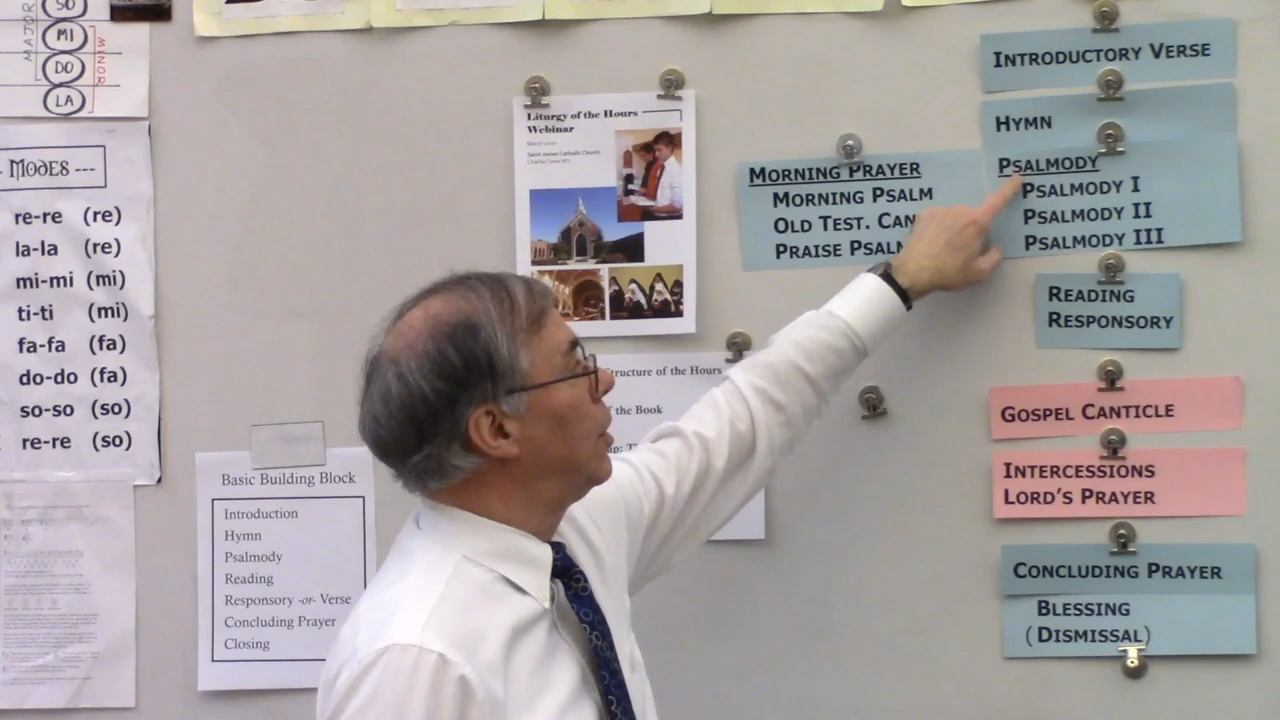 MAJOR
SO
MI
DO
LA
MINOR
MODES ---
re-re (re)
la-la (re)
mi-mi (mi)
ti-ti (mi)
fa-fa (fa)
do-do (fa)
so-so (so)
re-re (so)
Basic Building Block
Introduction
Hymn
Psalmody
Reading
Responsory -or- Verse
Concluding Prayer
Closing
Liturgy of the Hours
Webinar
Saint James Catholic Church
Structure of the Hours
f the Book
MORNING PRAYER
MORNING PSALM
OLD TEST. CAN
PRAISE PSALM
INTRODUCTORY VERSE
HYMN
PSALMODY
PSALMODY I
PSALMODY II
PSALMODY III
READING
RESPONSORY
GOSPEL CANTICLE
INTERCESSIONS
LORD'S PRAYER
CONCLUDING PRAYER
BLESSING
(DISMISSAL)